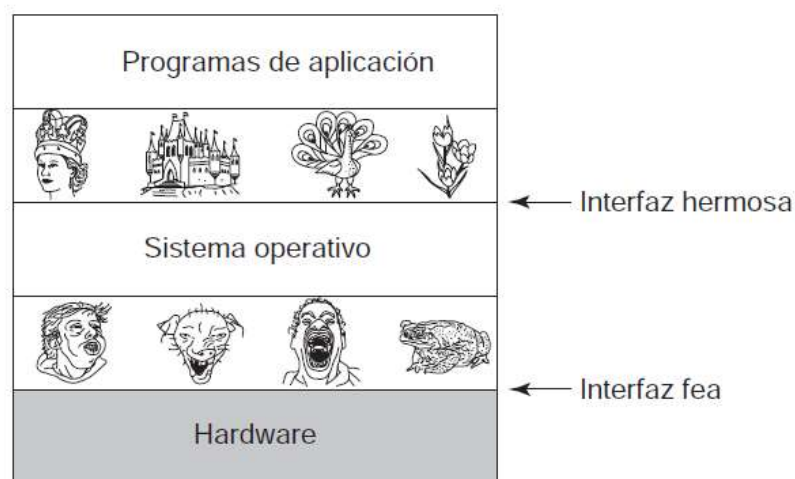 Programas de aplicación
Interfaz hermosa
Sistema operativo
Interfaz fea
Hardware